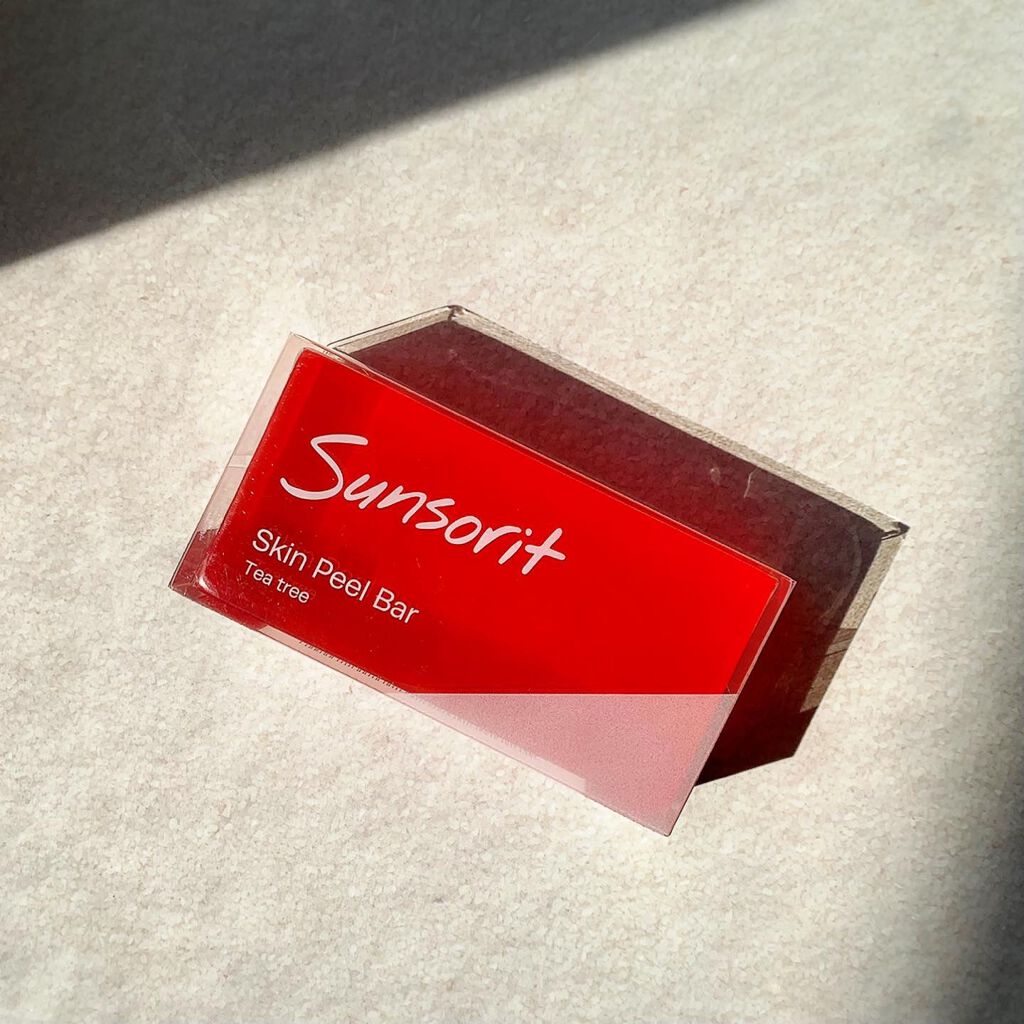 Sunsorit
Skin Peel Bar
Tea tree